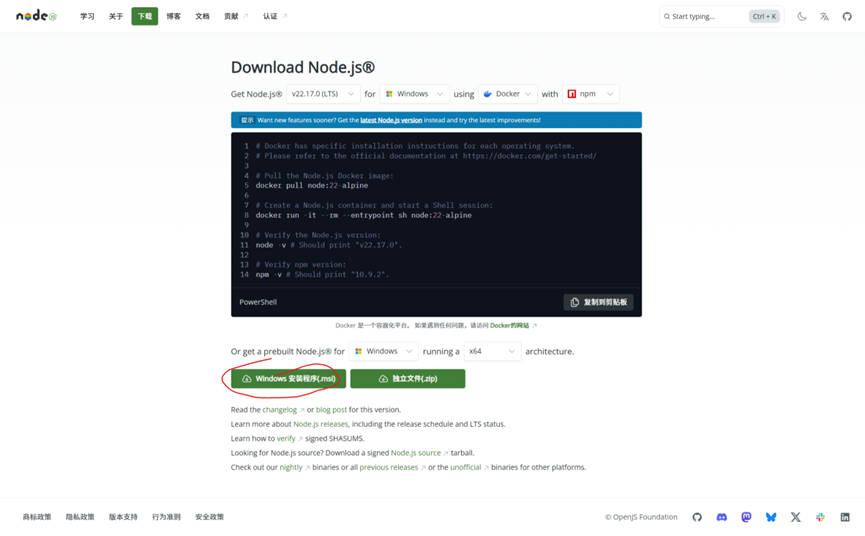 node JS 学习 关于 下载 博客 文档 贡献 认证 Start typing... Ctrl + K
Download Node.js®
Get Node.js® v22.17.0 (LTS) for Windows using Docker with npm
提示 Want new features sooner? Get the latest Node.js version instead and try the latest improvements!
1 # Docker has specific installation instructions for each operating system.
2 # Please refer to the official documentation at https://docker.com/get-started/
3
4 # Pull the Node.js Docker image:
5 docker pull node:22-alpine
6
7 # Create a Node.js container and start a Shell session:
8 docker run -it --rm --entrypoint sh node:22-alpine
9
10 # Verify the Node.js version:
11 node -v # Should print "v22.17.0".
12
13 # Verify npm version:
14 npm -v # Should print "10.9.2".
PowerShell 复制到剪贴板
Docker 是一个容器化平台。 如果遇到任何问题，请访问 Docker的网站
Or get a prebuilt Node.js® for Windows running a x64 architecture.
Windows 安装程序(.msi) 独立文件(.zip)
Read the changelog or blog post for this version.
Learn more about Node.js releases, including the release schedule and LTS status.
Learn how to verify signed SHASUMS.
Looking for Node.js source? Download a signed Node.js source tarball.
Check out our nightly binaries or all previous releases or the unofficial binaries for other platforms.
商标政策 隐私政策 版本支持 行为准则 安全政策 © OpenJS Foundation